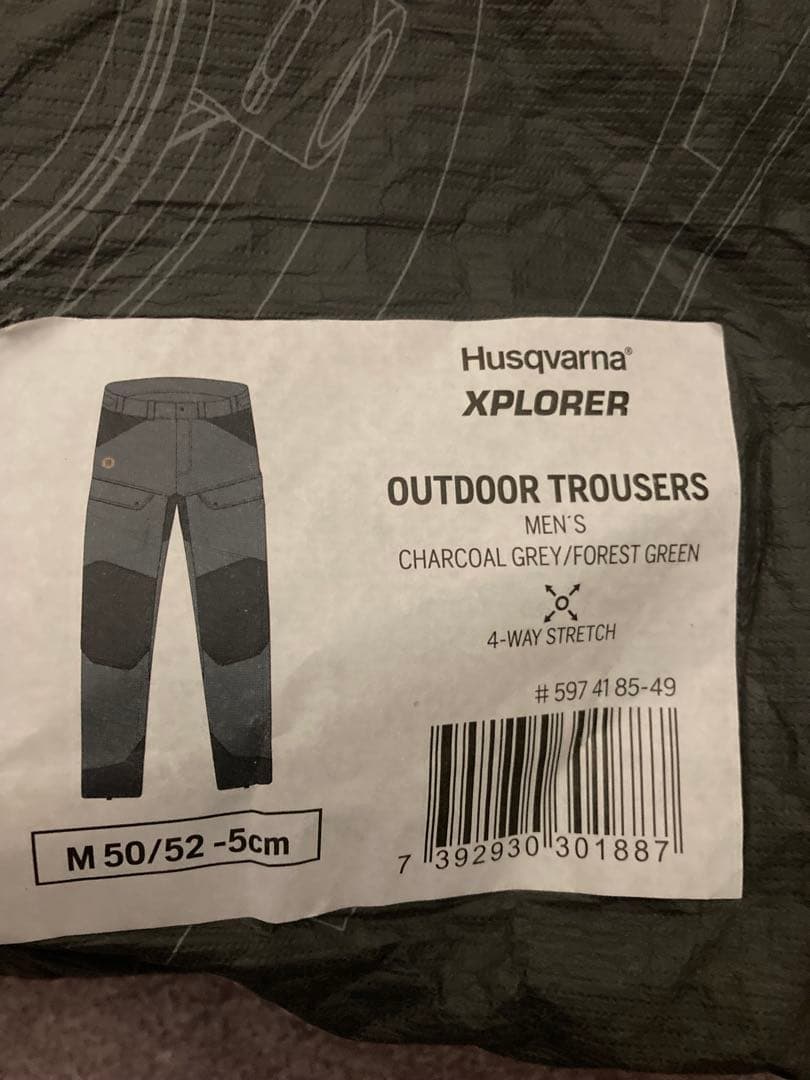 Husqvarna®
XPLORER
OUTDOOR TROUSERS
MEN´S
CHARCOAL GREY/FOREST GREEN
4-WAY STRETCH
# 597 41 85-49
7 392930 301887
M 50/52 -5cm